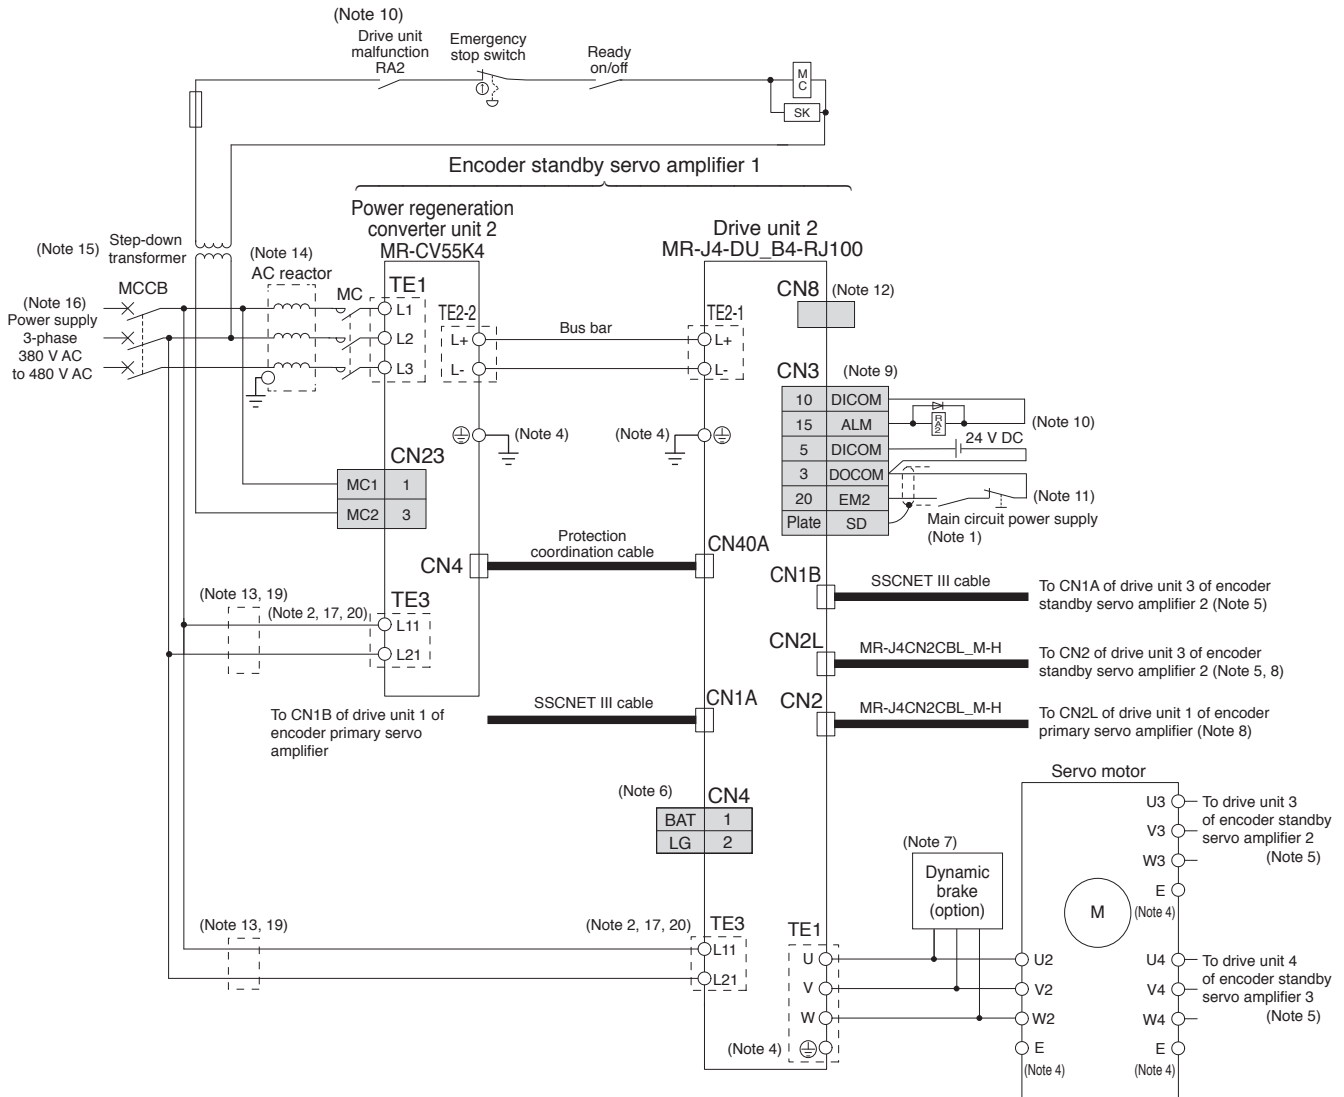 (Note 10)
Drive unit
malfunction
RA2
Emergency
stop switch
Ready
on/off
M
C
SK
Encoder standby servo amplifier 1
Power regeneration
converter unit 2
MR-CV55K4
Drive unit 2
MR-J4-DU_B4-RJ100
(Note 15)
Step-down
transformer
(Note 14)
AC reactor
MCCB
MC
TE1
(Note 16)
Power supply
3-phase
380 V AC
to 480 V AC
L1
L2
L3
TE2-2
L+
L-
Bus bar
TE2-1
L+
L-
CN8
(Note 12)
CN3
(Note 9)
10 DICOM
15 ALM
5 DICOM
3 DOCOM
20 EM2
Plate SD
RA2
(Note 10)
24 V DC
(Note 11)
Main circuit power supply
(Note 1)
(Note 4)
(Note 4)
CN23
MC1 1
MC2 3
CN4
Protection
coordination cable
CN40A
CN1B
SSCNET III cable
To CN1A of drive unit 3 of encoder
standby servo amplifier 2 (Note 5)
(Note 13, 19)
(Note 2, 17, 20)
TE3
L11
L21
CN2L
MR-J4CN2CBL_M-H
To CN2 of drive unit 3 of encoder
standby servo amplifier 2 (Note 5, 8)
To CN1B of drive unit 1 of
encoder primary servo
amplifier
SSCNET III cable
CN1A
CN2
MR-J4CN2CBL_M-H
To CN2L of drive unit 1 of encoder
primary servo amplifier (Note 8)
(Note 6)
CN4
BAT 1
LG 2
Servo motor
U3
V3
W3
E
(Note 4)
To drive unit 3
of encoder standby
servo amplifier 2
(Note 5)
(Note 7)
Dynamic
brake
(option)
M
(Note 13, 19)
(Note 2, 17, 20)
TE3
L11
L21
TE1
U
V
W
(Note 4)
U2
V2
W2
E
(Note 4)
U4
V4
W4
E
(Note 4)
To drive unit 4
of encoder standby
servo amplifier 3
(Note 5)